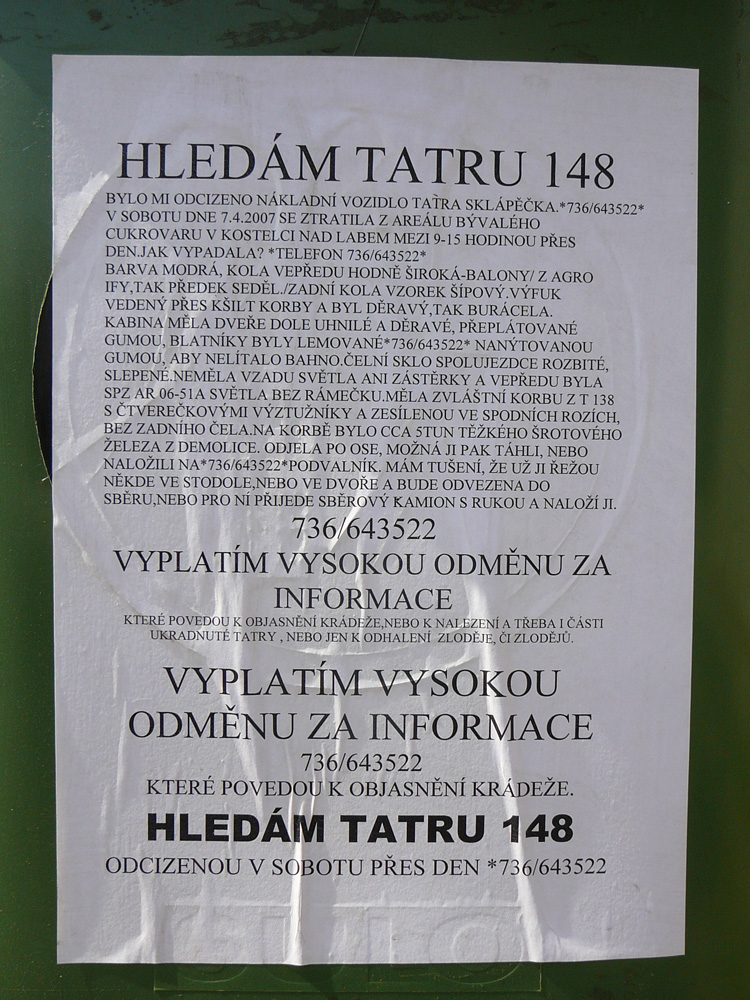 HLEDÁM TATRU 148
BYLO MI ODCIZENO NÁKLADNÍ VOZIDLO TATRA SKLÁPĚČKA.*736/643522*
V SOBOTU DNE 7.4.2007 SE ZTRATILA Z AREÁLU BÝVALÉHO
CUKROVARU V KOSTELCI NAD LABEM MEZI 9-15 HODINOU PŘES
DEN.JAK VYPADALA? *TELEFON 736/643522*
BARVA MODRÁ, KOLA VEPŘEDU HODNĚ ŠIROKÁ-BALONY/ Z AGRO
IFY,TAK PŘEDEK SEDĚL./ZADNÍ KOLA VZOREK ŠÍPOVÝ.VÝFUK
VEDENÝ PŘES KŠILT KORBY A BYL DĚRAVÝ,TAK BURÁCELA.
KABINA MĚLA DVEŘE DOLE UHNILÉ A DĚRAVÉ, PŘEPLÁTOVANÉ
GUMOU, BLATNÍKY BYLY LEMOVANÉ*736/643522* NANÝTOVANOU
GUMOU, ABY NELÍTALO BAHNO.ČELNÍ SKLO SPOLUJEZDCE ROZBITÉ,
SLEPENÉ.NEMĚLA VZADU SVĚTLA ANI ZÁSTĚRKY A VEPŘEDU BYLA
SPZ AR 06-51A SVĚTLA BEZ RÁMEČKU.MĚLA ZVLÁŠTNÍ KORBU Z T 138
S ČTVEREČKOVÝMI VÝZTUŽNÍKY A ZESÍLENOU VE SPODNÍCH ROZÍCH,
BEZ ZADNÍHO ČELA.NA KORBĚ BYLO CCA 5TUN TĚŽKÉHO ŠROTOVÉHO
ŽELEZA Z DEMOLICE. ODJELA PO OSE, MOŽNÁ JI PAK TÁHLI, NEBO
NALOŽILI NA*736/643522*PODVALNÍK. MÁM TUŠENÍ, ŽE UŽ JI ŘEŽOU
NĚKDE VE STODOLE,NEBO VE DVOŘE A BUDE ODVEZENA DO
SBĚRU,NEBO PRO NÍ PŘIJEDE SBĚROVÝ KAMION S RUKOU A NALOŽÍ JI.
736/643522
VYPLATÍM VYSOKOU ODMĚNU ZA
INFORMACE
KTERÉ POVEDOU K OBJASNĚNÍ KRÁDEŽE,NEBO K NALEZENÍ A TŘEBA I ČÁSTI
UKRADNUTÉ TATRY , NEBO JEN K ODHALENÍ ZLODĚJE, ČI ZLODĚJŮ.
VYPLATÍM VYSOKOU
ODMĚNU ZA INFORMACE
736/643522
KTERÉ POVEDOU K OBJASNĚNÍ KRÁDEŽE.
HLEDÁM TATRU 148
ODCIZENOU V SOBOTU PŘES DEN *736/643522
SULO